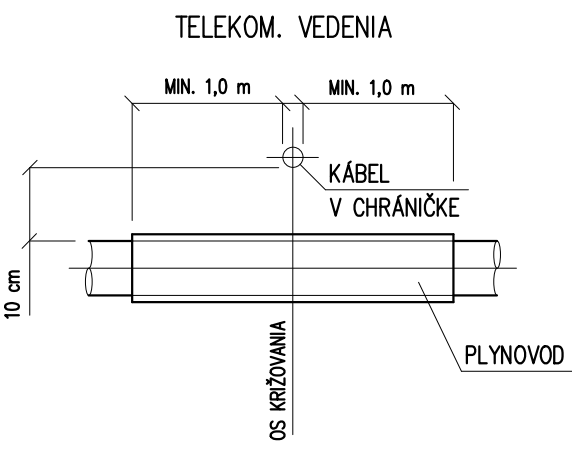 TELEKOM. VEDENIA
MIN. 1,0 m
MIN. 1,0 m
KÁBEL
V CHRÁNIČKE
10 cm
OS KRIŽOVANIA
PLYNOVOD